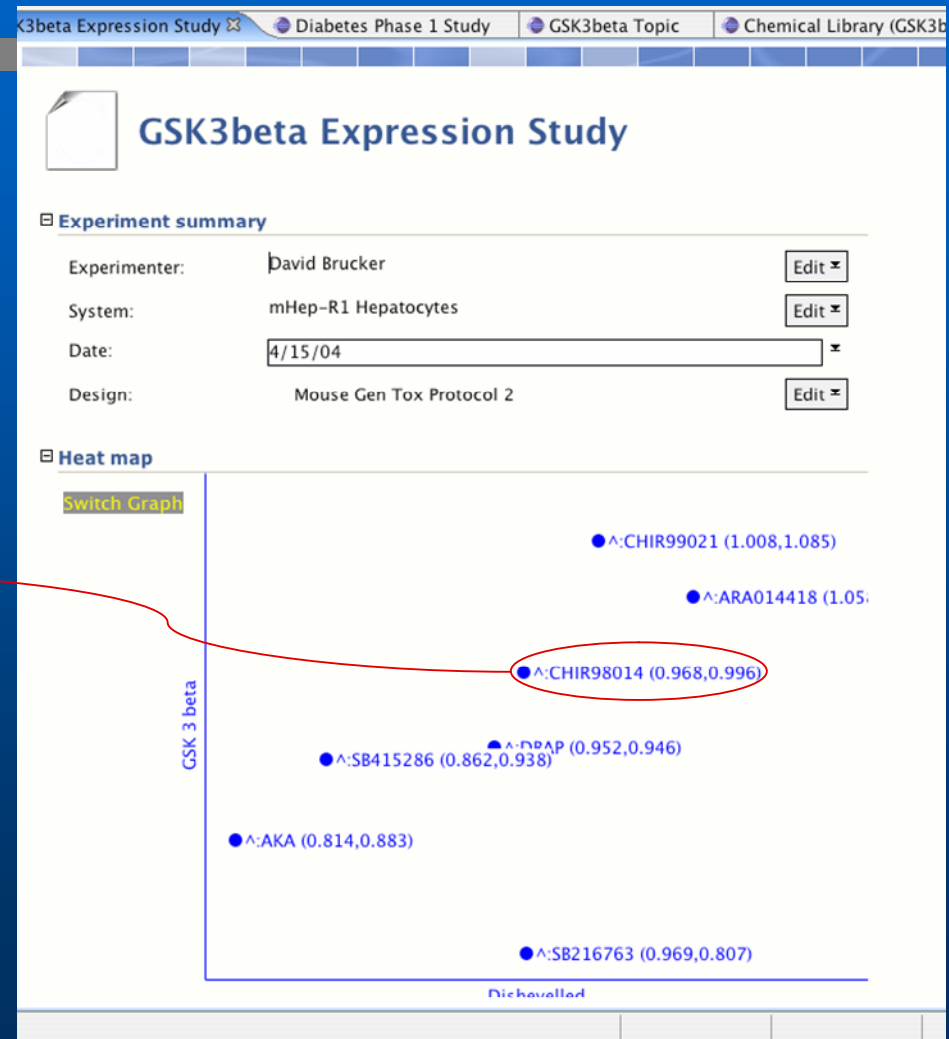 K3beta Expression Study Diabetes Phase 1 Study GSK3beta Topic Chemical Library (GSK3b
GSK3beta Expression Study
Experiment summary
Experimenter: David Brucker Edit
System: mHep-R1 Hepatocytes Edit
Date: 4/15/04
Design: Mouse Gen Tox Protocol 2 Edit
Heat map
Switch Graph
^:CHIR99021 (1.008,1.085)
^:ARA014418 (1.05
^:CHIR98014 (0.968,0.996)
GSK 3 beta
^:DRAP (0.952,0.946)
^:SB415286 (0.862,0.938)
^:AKA (0.814,0.883)
^:SB216763 (0.969,0.807)
Dishevelled